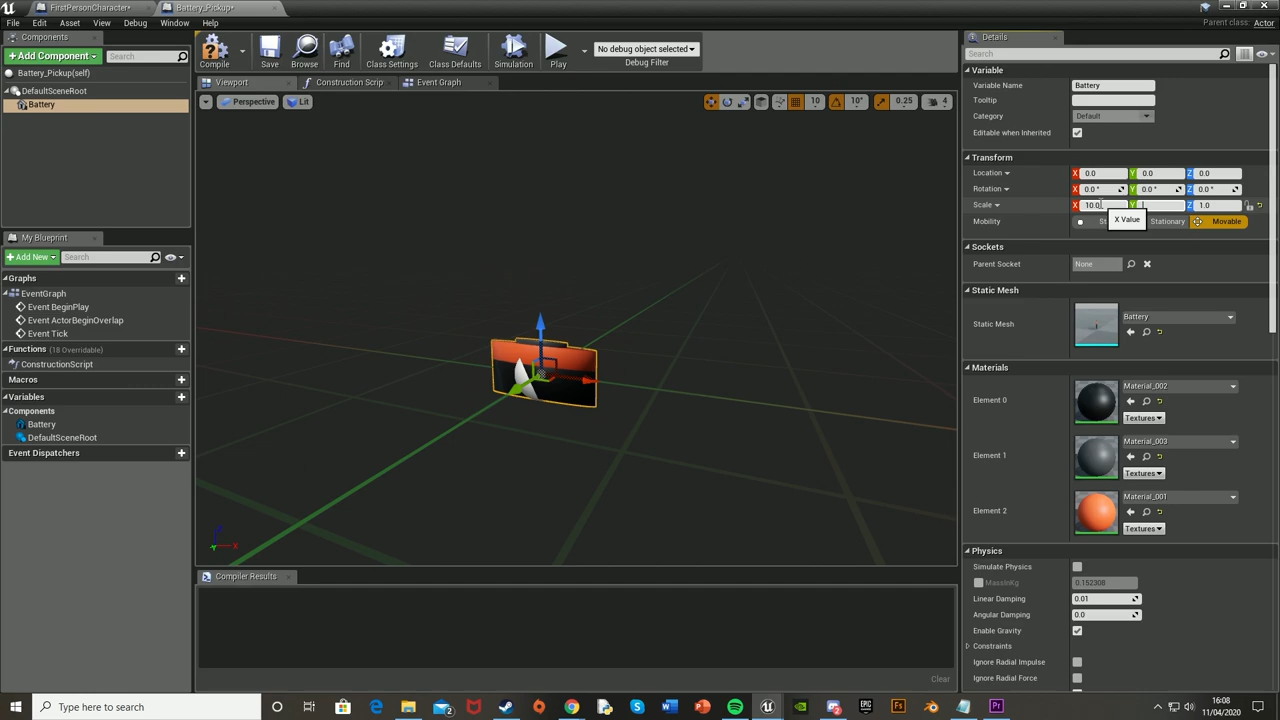 FirstPersonCharacter*
Battery_Pickup*
File Edit Asset View Debug Window Help
Parent class: Actor
Components
+ Add Component
Search
Battery_Pickup(self)
DefaultSceneRoot
Battery
My Blueprint
+ Add New
Search
Graphs
EventGraph
Event BeginPlay
Event ActorBeginOverlap
Event Tick
Functions (18 Overridable)
ConstructionScript
Macros
Variables
Components
Battery
DefaultSceneRoot
Event Dispatchers
Compile
Save
Browse
Find
Class Settings
Class Defaults
Simulation
Play
No debug object selected
Debug Filter
Viewport
Construction Scrip
Event Graph
Perspective
Lit
10
10°
0.25
4
Z
X
Y
Compiler Results
Clear
Details
Search
Variable
Variable Name Battery
Tooltip
Category Default
Editable when Inherited
Transform
Location X 0.0 Y 0.0 Z 0.0
Rotation X 0.0 ° Y 0.0 ° Z 0.0 °
Scale X 10.0 Y Z 1.0
Mobility St Stationary Movable
X Value
Sockets
Parent Socket None
Static Mesh
Static Mesh Battery
Materials
Element 0 Material_002
Textures
Element 1 Material_003
Textures
Element 2 Material_001
Textures
Physics
Simulate Physics
MassInKg 0.152308
Linear Damping 0.01
Angular Damping 0.0
Enable Gravity
Constraints
Ignore Radial Impulse
Ignore Radial Force
Type here to search
16:08
11/04/2020